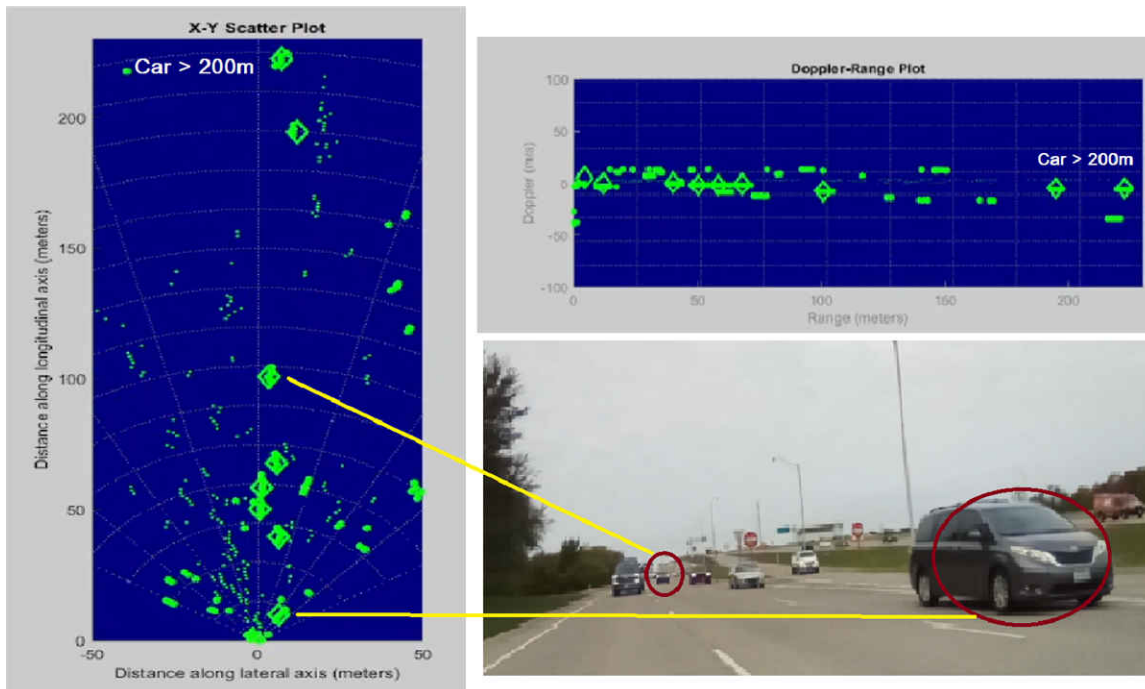 X-Y Scatter Plot
Car > 200m
200
150
100
50
0
-50
0
50
Distance along longitudinal axis (meters)
Distance along lateral axis (meters)
Doppler-Range Plot
100
50
0
-50
-100
Doppler (m/s)
Car > 200m
0
50
100
150
200
Range (meters)